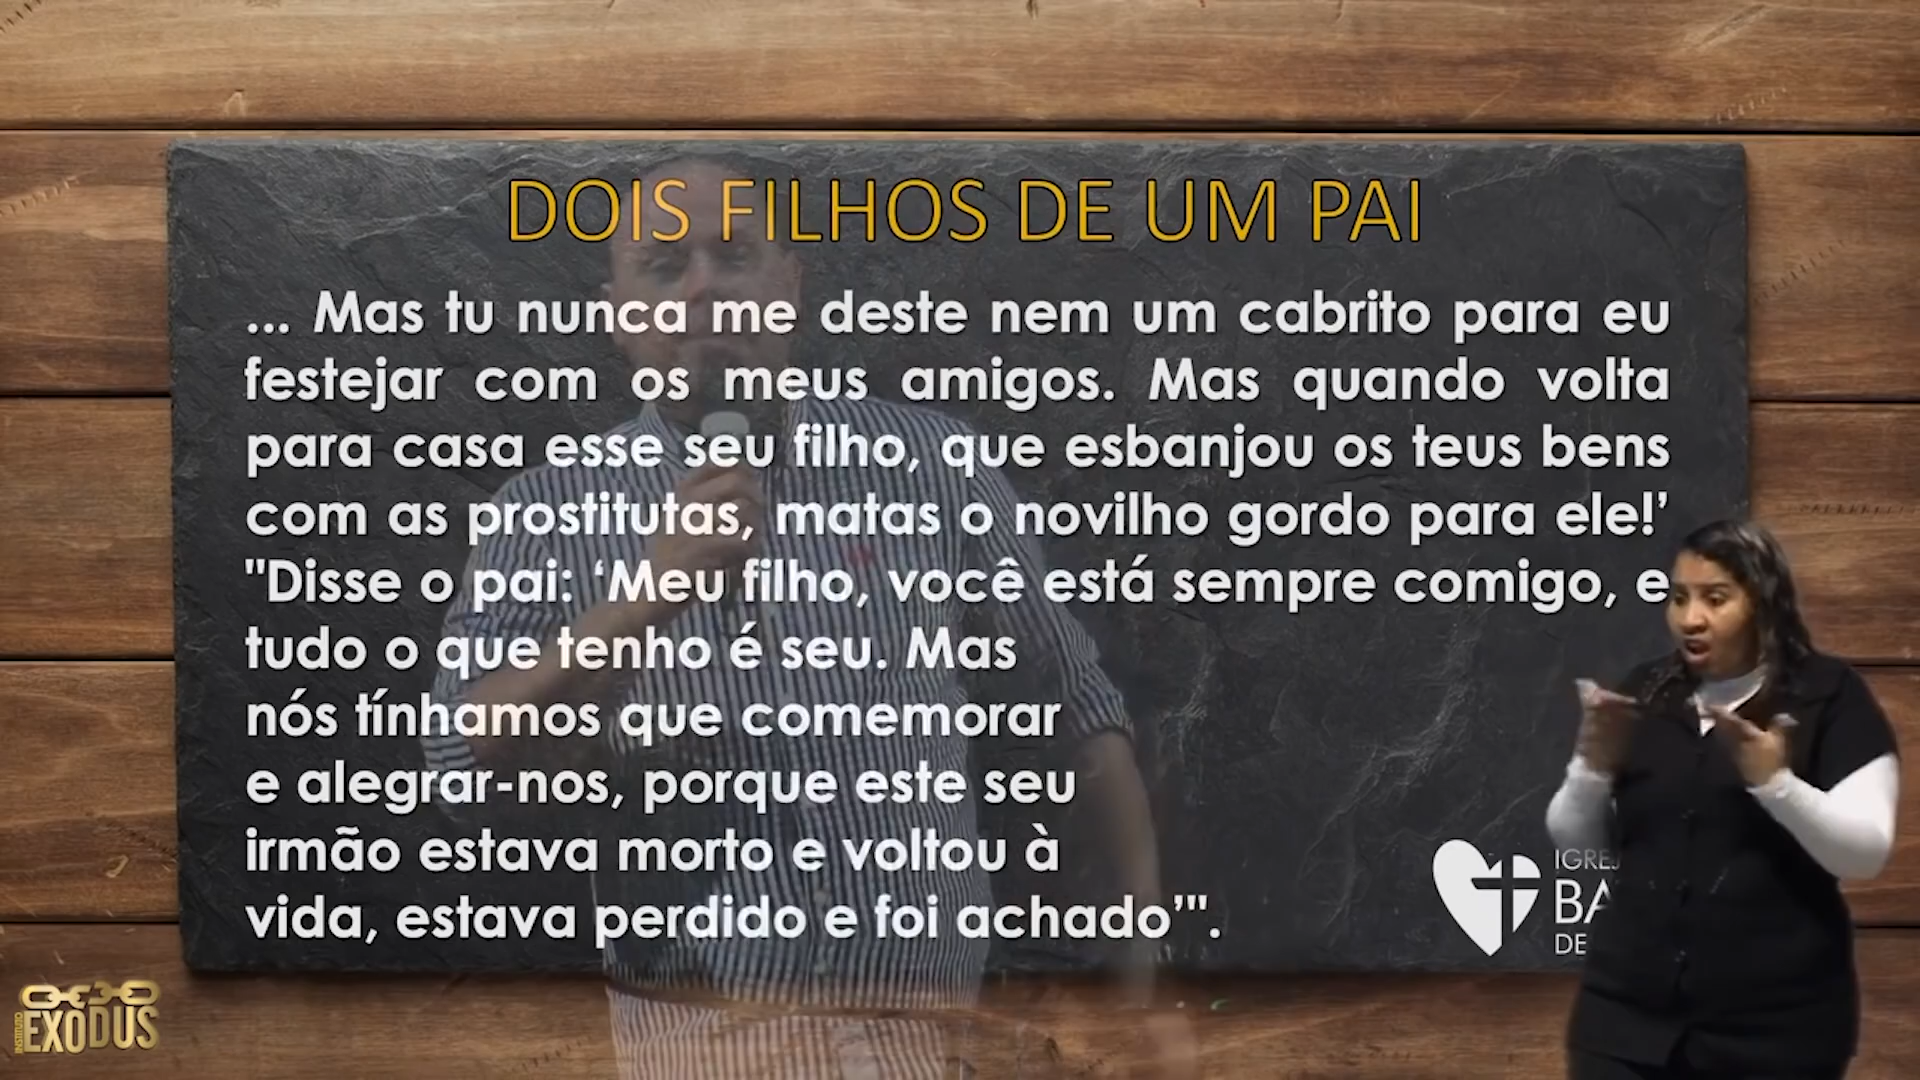 DOIS FILHOS DE UM PAI
... Mas tu nunca me deste nem um cabrito para eu
festejar com os meus amigos. Mas quando volta
para casa esse seu filho, que esbanjou os teus bens
com as prostitutas, matas o novilho gordo para ele!’
"Disse o pai: ‘Meu filho, você está sempre comigo, e
tudo o que tenho é seu. Mas
nós tínhamos que comemorar
e alegrar-nos, porque este seu
irmão estava morto e voltou à
vida, estava perdido e foi achado’".
DE
INSTITUTO
EXODUS